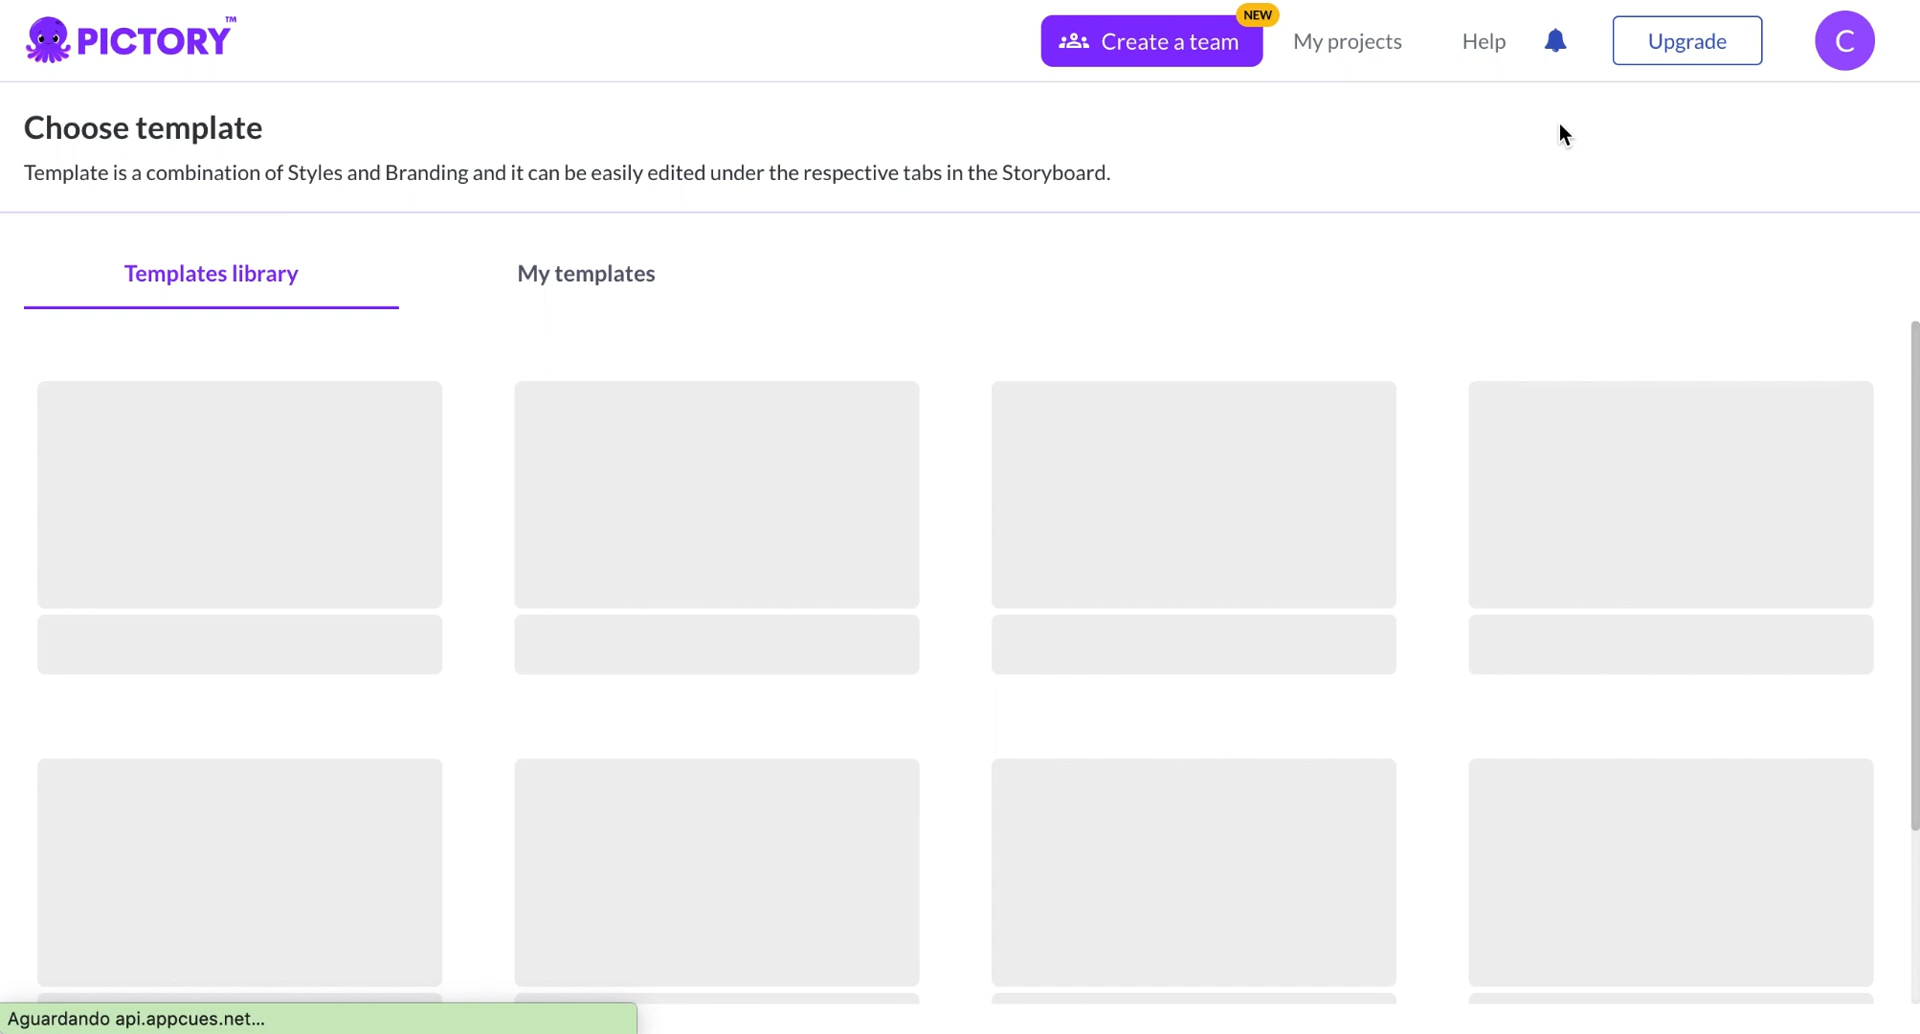 PICTORY™
NEW
Create a team
My projects
Help
Upgrade
C
Choose template
Template is a combination of Styles and Branding and it can be easily edited under the respective tabs in the Storyboard.
Templates library
My templates
Aguardando api.appcues.net...